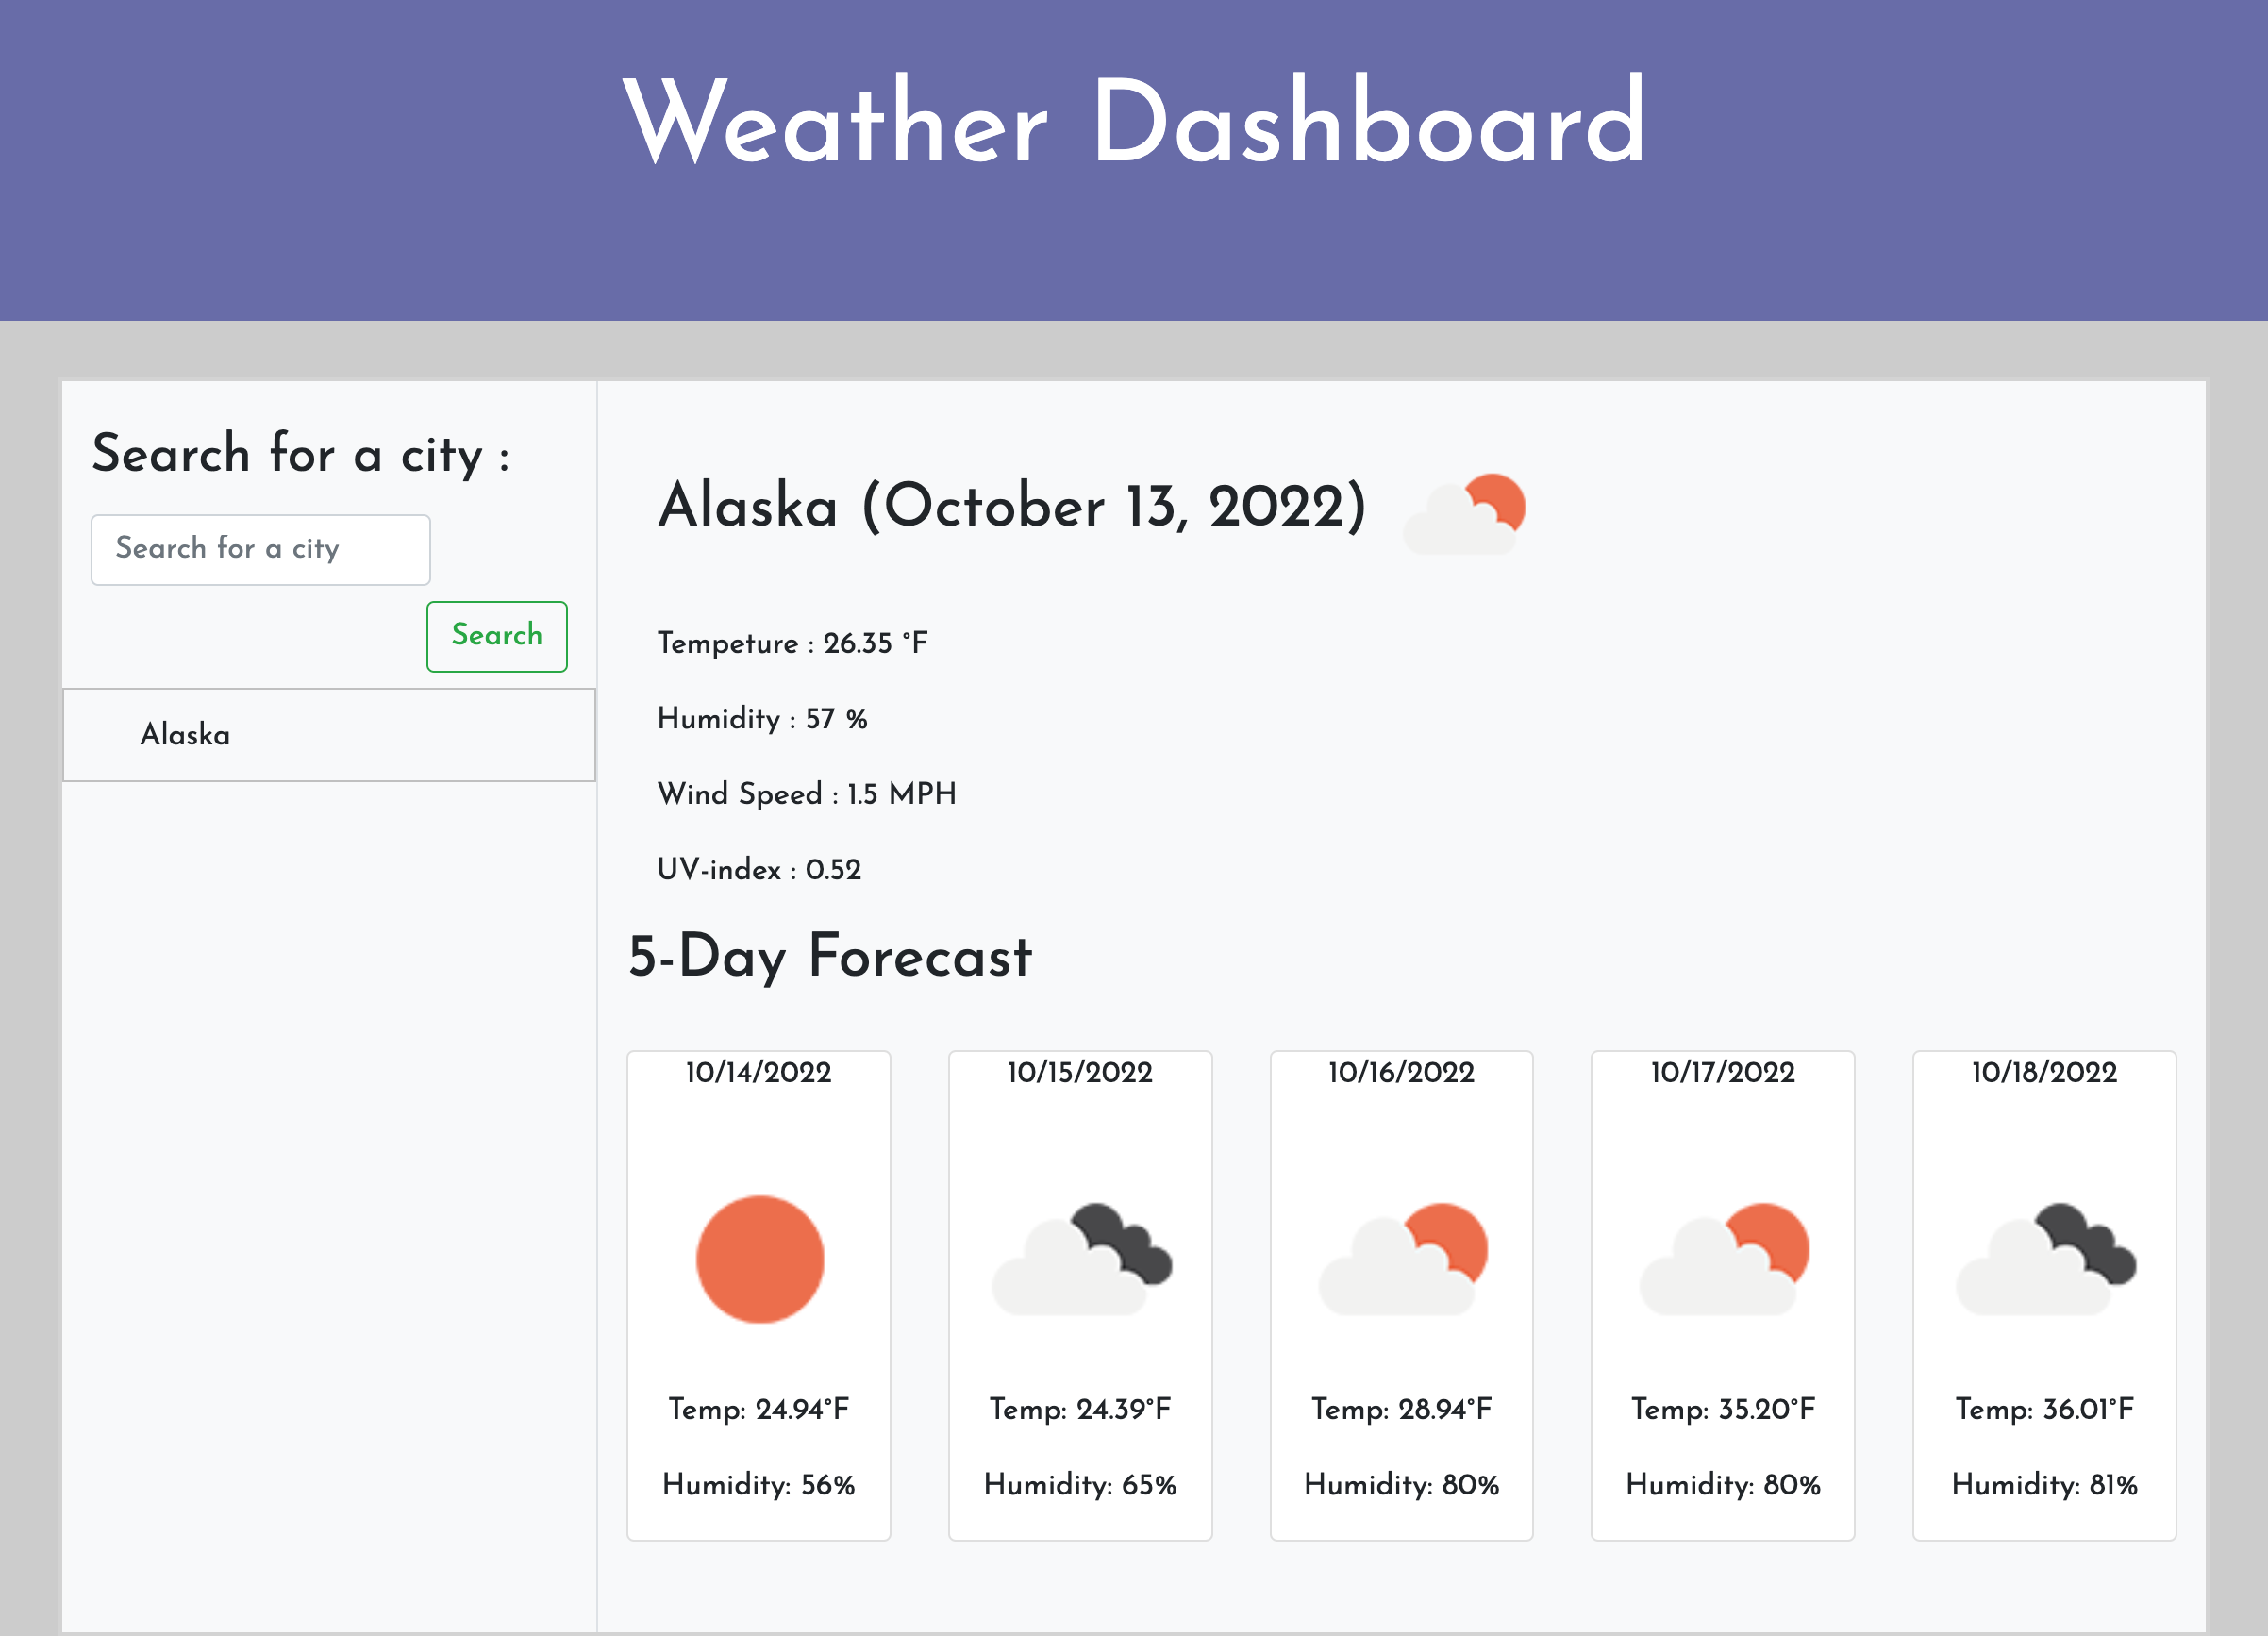 Weather Dashboard
Search for a city :
Search for a city
Search
Alaska
Alaska (October 13, 2022)
Tempeture : 26.35 °F
Humidity : 57 %
Wind Speed : 1.5 MPH
UV-index : 0.52
5-Day Forecast
10/14/2022
Temp: 24.94°F
Humidity: 56%
10/15/2022
Temp: 24.39°F
Humidity: 65%
10/16/2022
Temp: 28.94°F
Humidity: 80%
10/17/2022
Temp: 35.20°F
Humidity: 80%
10/18/2022
Temp: 36.01°F
Humidity: 81%